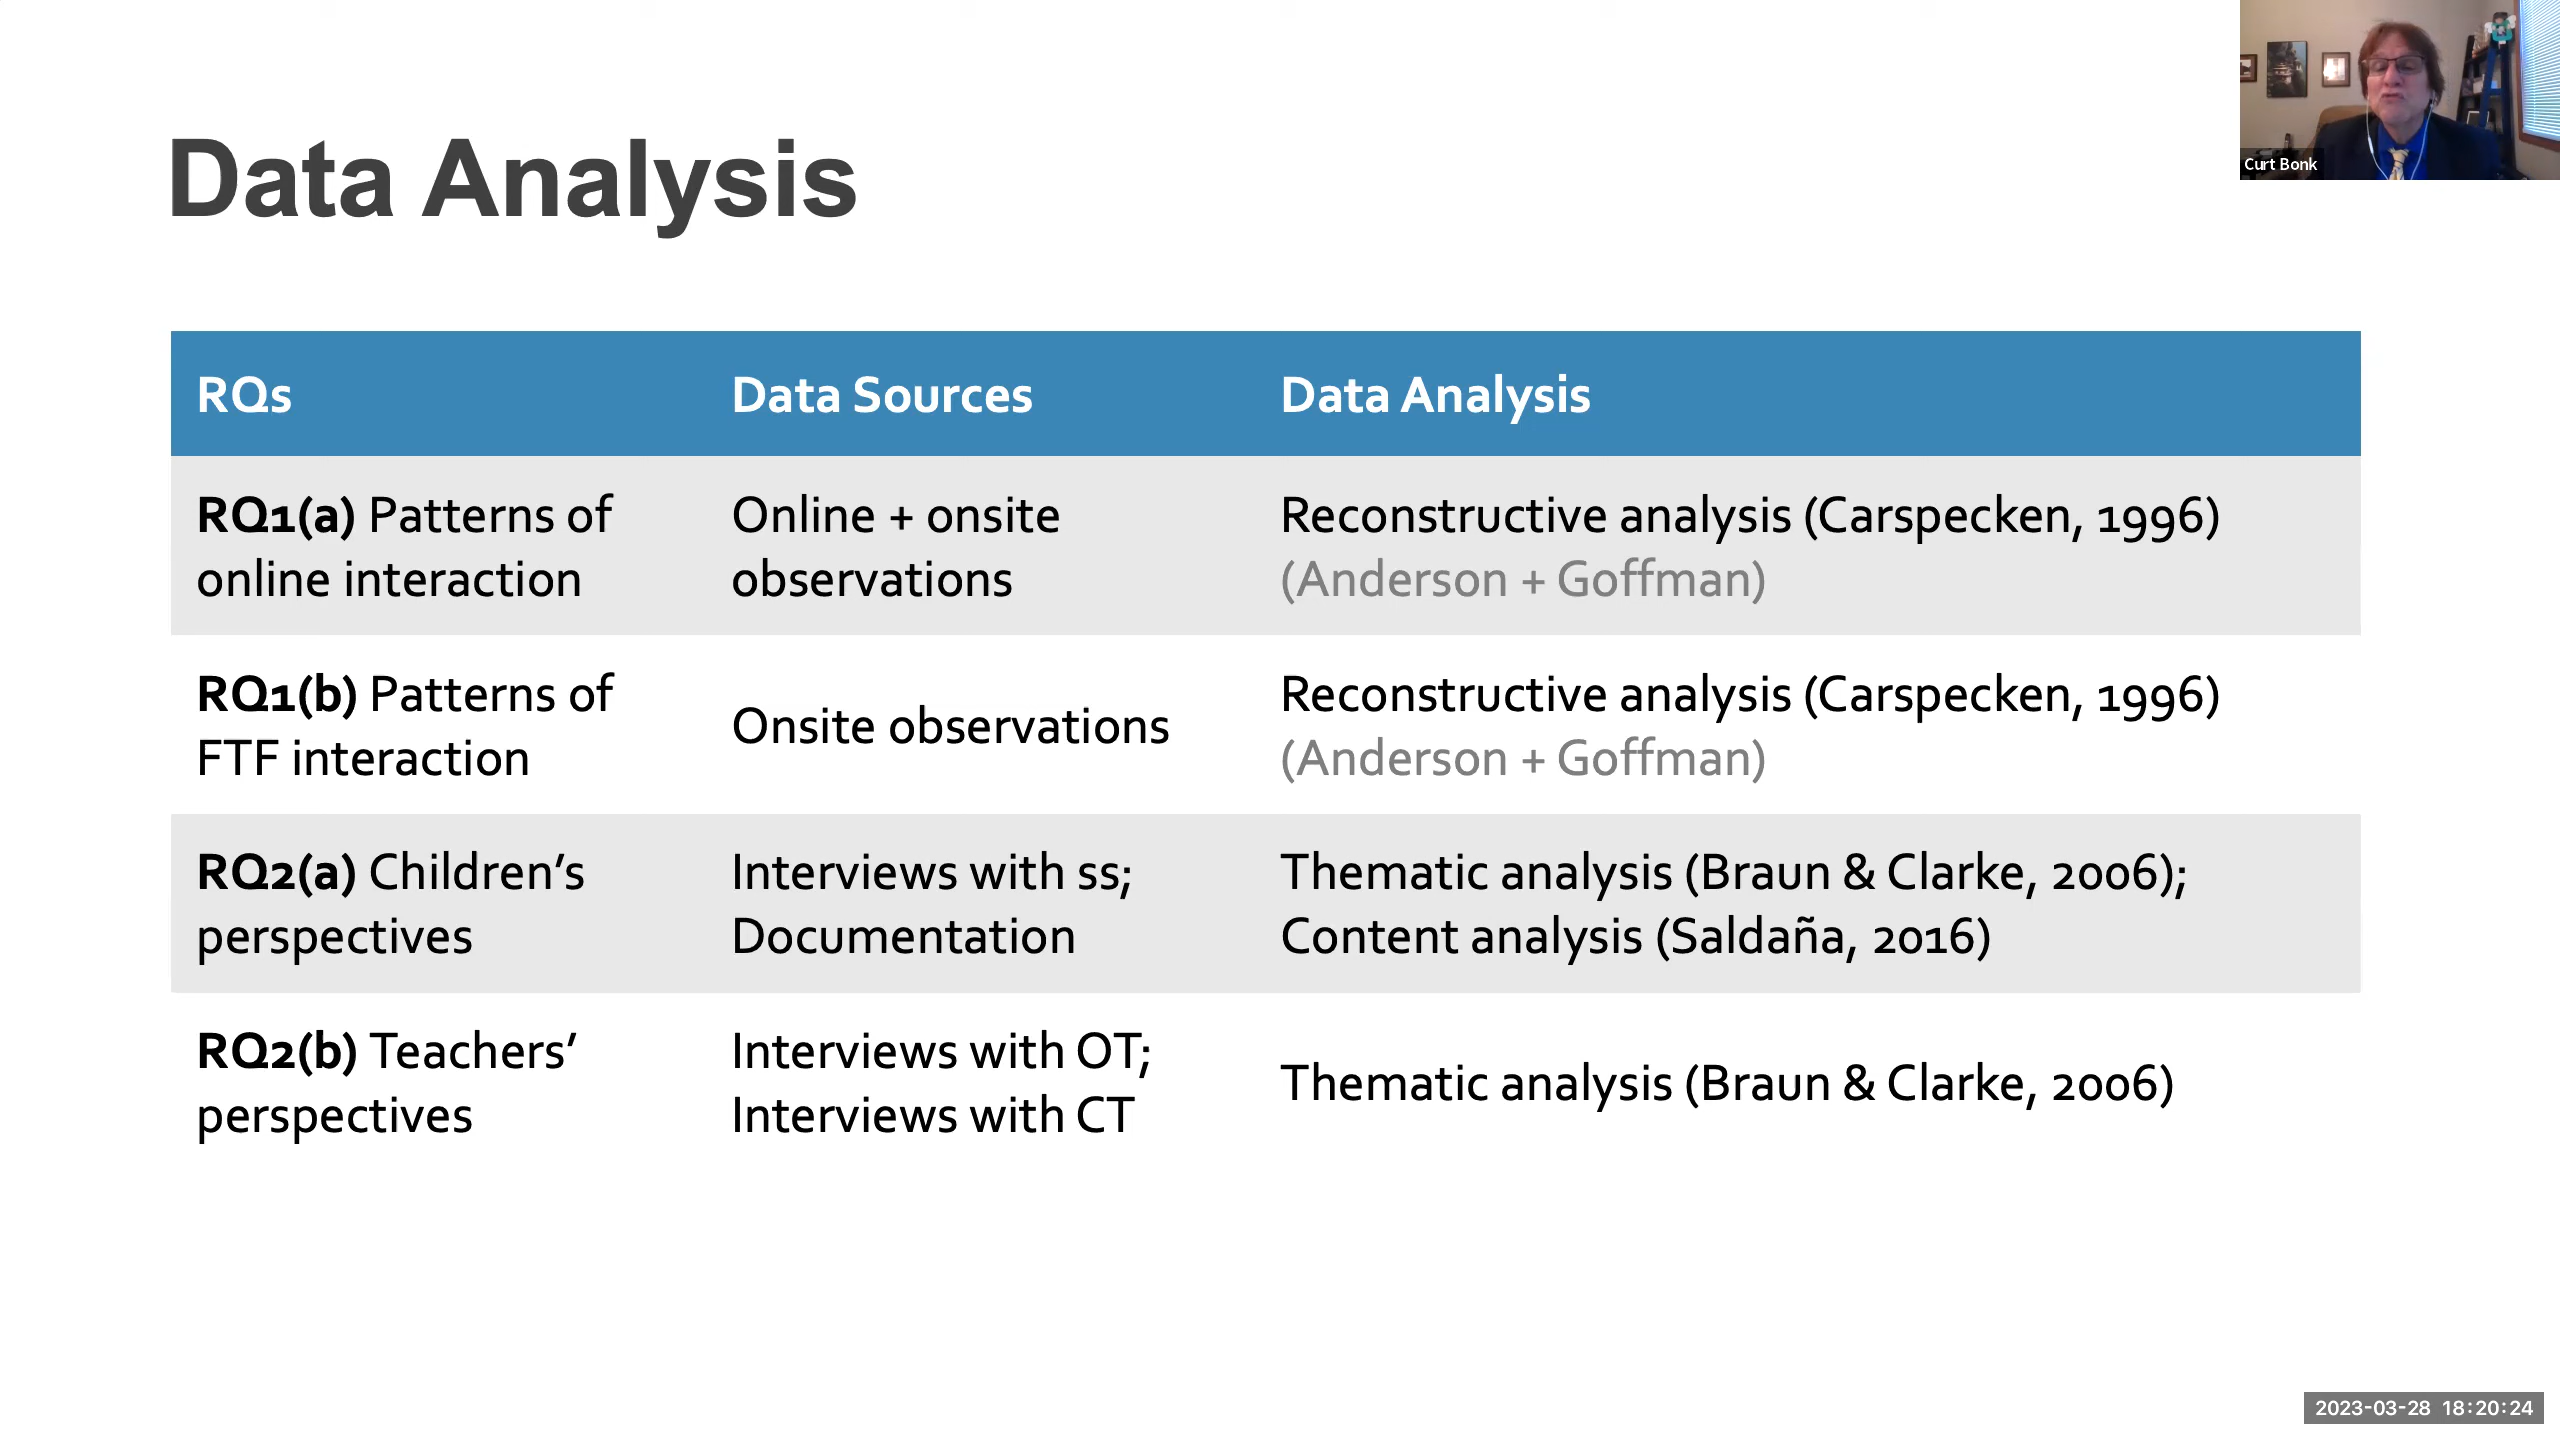 Curt Bonk
Data Analysis
RQs Data Sources Data Analysis
RQ1(a) Patterns of
online interaction
Online + onsite
observations
Reconstructive analysis (Carspecken, 1996)
(Anderson + Goffman)
RQ1(b) Patterns of
FTF interaction
Onsite observations
Reconstructive analysis (Carspecken, 1996)
(Anderson + Goffman)
RQ2(a) Children’s
perspectives
Interviews with ss;
Documentation
Thematic analysis (Braun & Clarke, 2006);
Content analysis (Saldaña, 2016)
RQ2(b) Teachers’
perspectives
Interviews with OT;
Interviews with CT
Thematic analysis (Braun & Clarke, 2006)
2023-03-28 18:20:24